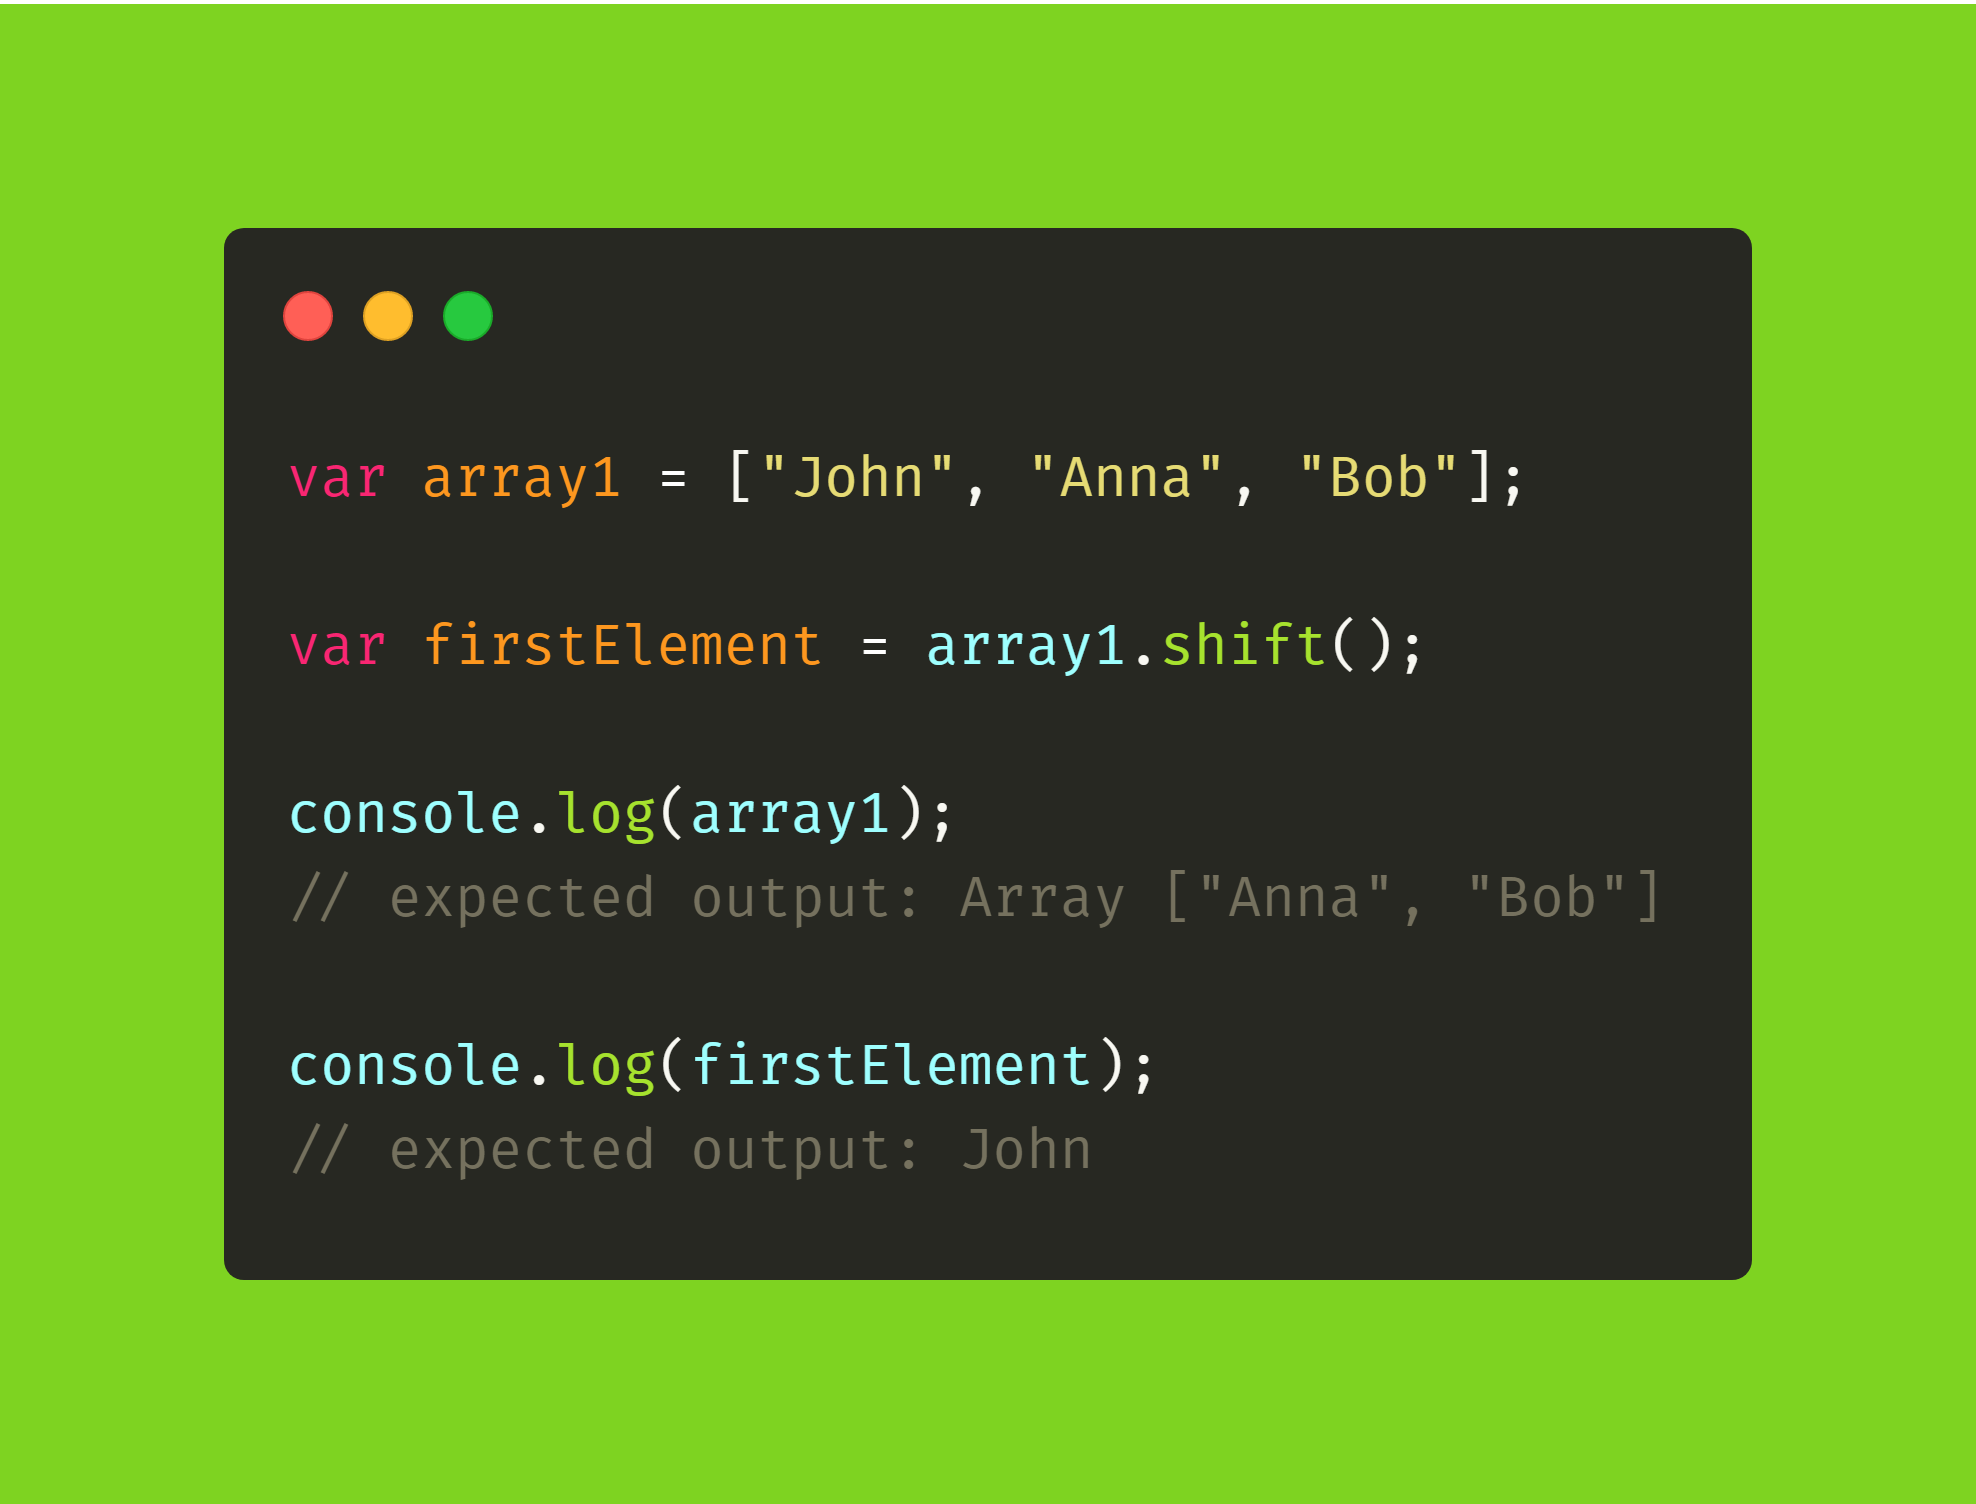 var array1 = ["John", "Anna", "Bob"];
var firstElement = array1.shift();
console.log(array1);
// expected output: Array ["Anna", "Bob"]
console.log(firstElement);
// expected output: John